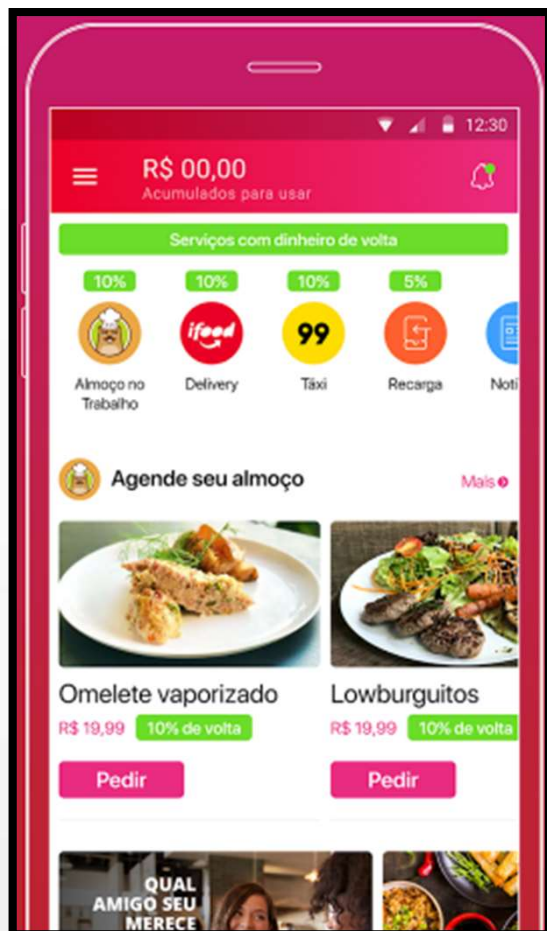 12:30
R$ 00,00
Acumulados para usar
Serviços com dinheiro de volta
10% 10% 10% 5%
ifood 99
Almoço no Delivery Táxi Recarga Noti
Trabalho
Agende seu almoço Mais
Omelete vaporizado Lowburguitos
R$ 19,99 10% de volta R$ 19,99 10% de volta
Pedir Pedir
QUAL
AMIGO SEU
MERECE